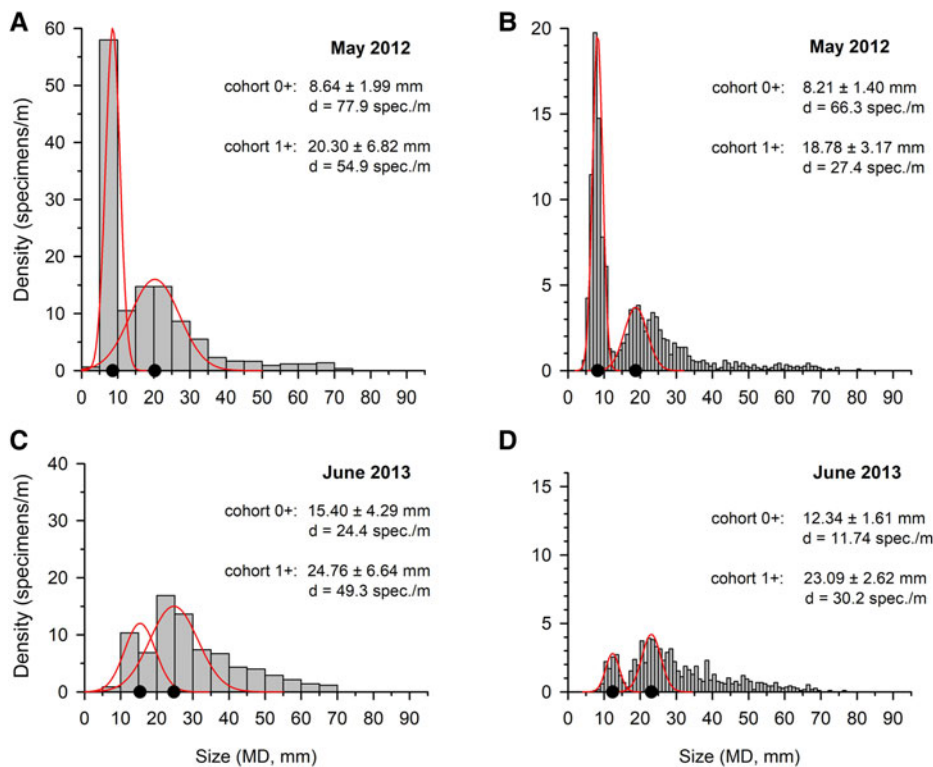 A
May 2012
cohort 0+: 8.64 ± 1.99 mm
d = 77.9 spec./m
cohort 1+: 20.30 ± 6.82 mm
d = 54.9 spec./m
Density (specimens/m)
60
50
40
30
20
10
0
0 10 20 30 40 50 60 70 80 90
B
May 2012
cohort 0+: 8.21 ± 1.40 mm
d = 66.3 spec./m
cohort 1+: 18.78 ± 3.17 mm
d = 27.4 spec./m
20
15
10
5
0
0 10 20 30 40 50 60 70 80 90
C
June 2013
cohort 0+: 15.40 ± 4.29 mm
d = 24.4 spec./m
cohort 1+: 24.76 ± 6.64 mm
d = 49.3 spec./m
Density (specimens/m)
40
30
20
10
0
0 10 20 30 40 50 60 70 80 90
Size (MD, mm)
D
June 2013
cohort 0+: 12.34 ± 1.61 mm
d = 11.74 spec./m
cohort 1+: 23.09 ± 2.62 mm
d = 30.2 spec./m
15
10
5
0
0 10 20 30 40 50 60 70 80 90
Size (MD, mm)